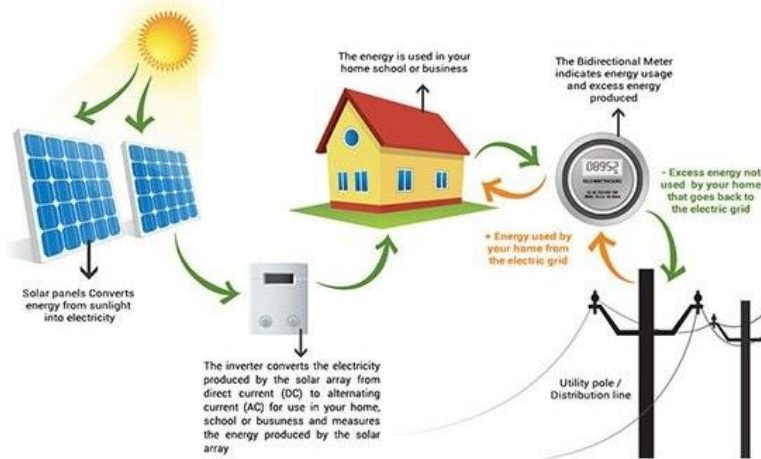 The energy is used in your
home school or business
The Bidirectional Meter
indicates energy usage
and excess energy
produced
08952
- Excess energy not
used by your home
that goes back to
the electric grid
+ Energy used by
your home from
the electric grid
Solar panels Converts
energy from sunlight
into electricity
The inverter converts the electricity
produced by the solar array from
direct current (DC) to alternating
current (AC) for use in your home,
school or busuness and measures
the energy produced by the solar
array
Utility pole /
Distribution line